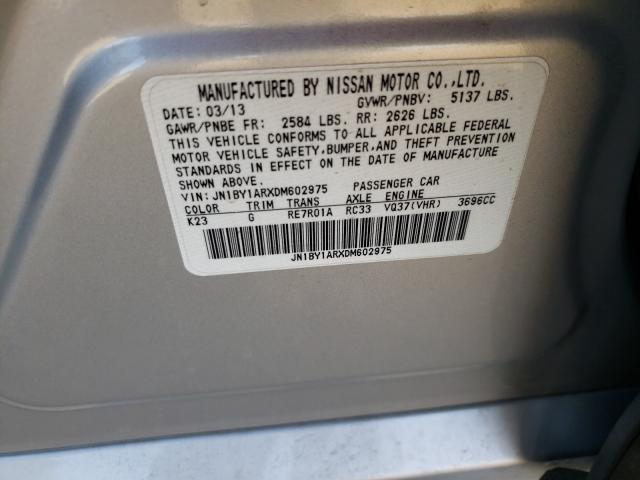 MANUFACTURED BY NISSAN MOTOR CO.,LTD.
DATE: 03/13 GVWR/PNBV: 5137 LBS.
GAWR/PNBE FR: 2584 LBS. RR: 2626 LBS.
THIS VEHICLE CONFORMS TO ALL APPLICABLE FEDERAL
MOTOR VEHICLE SAFETY,BUMPER,AND THEFT PREVENTION
STANDARDS IN EFFECT ON THE DATE OF MANUFACTURE
SHOWN ABOVE.
VIN: JN1BY1ARXDM602975 PASSENGER CAR
COLOR TRIM TRANS AXLE ENGINE
K23 G RE7R01A RC33 VQ37(VHR) 3696CC
JN1BY1ARXDM602975